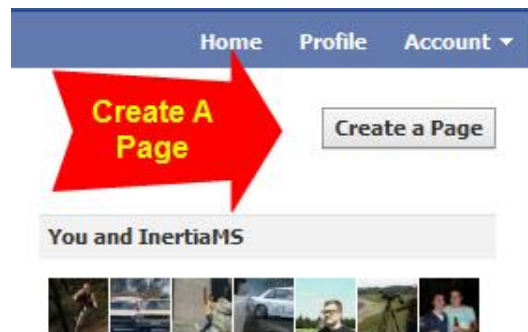 Home Profile Account
Create A
Page
Create a Page
You and InertiaMS